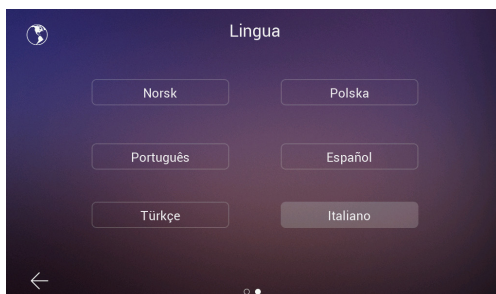 Lingua
Norsk
Polska
Português
Español
Türkçe
Italiano